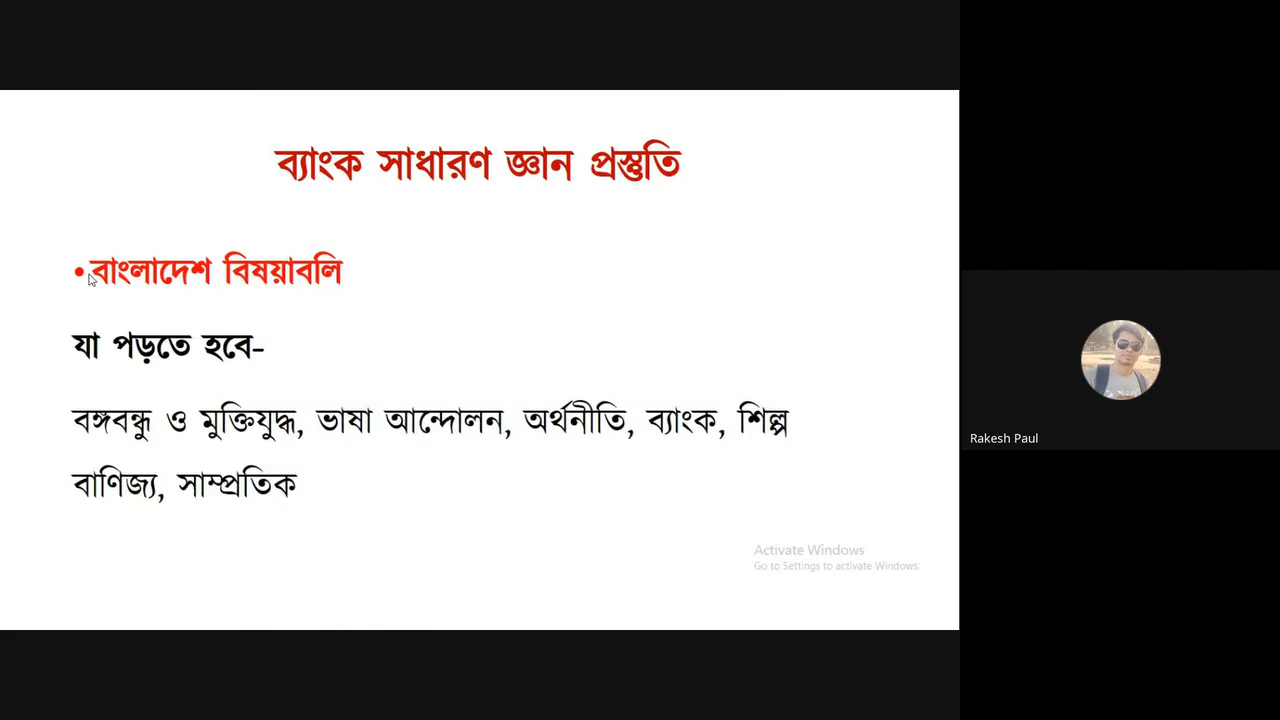 ব্যাংক সাধারণ জ্ঞান প্রস্তুতি
• বাংলাদেশ বিষয়াবলি
যা পড়তে হবে-
বঙ্গবন্ধু ও মুক্তিযুদ্ধ, ভাষা আন্দোলন, অর্থনীতি, ব্যাংক, শিল্প
বাণিজ্য, সাম্প্রতিক
Activate Windows
Go to Settings to activate Windows.
Rakesh Paul